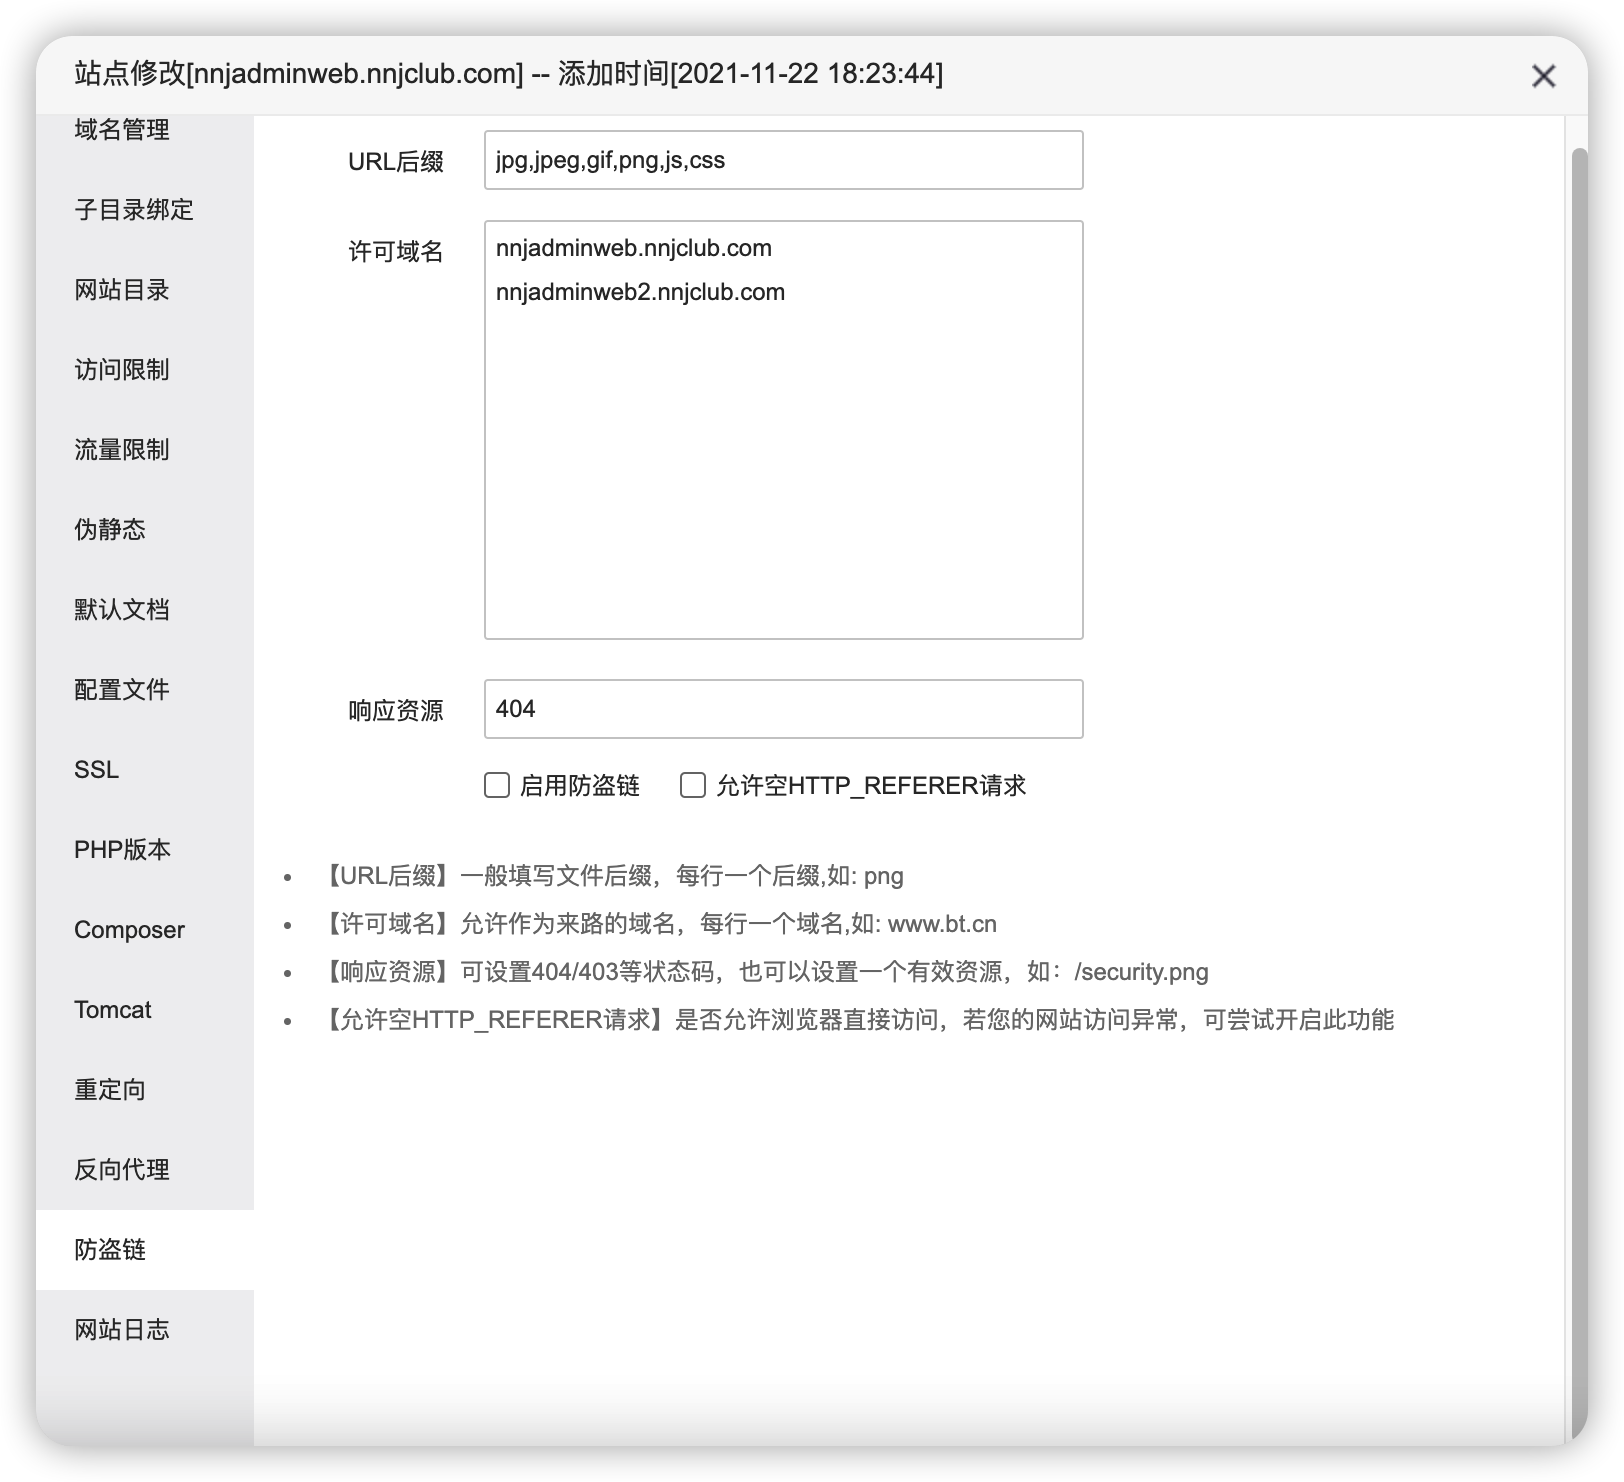 站点修改[nnjadminweb.nnjclub.com] -- 添加时间[2021-11-22 18:23:44]
域名管理
子目录绑定
网站目录
访问限制
流量限制
伪静态
默认文档
配置文件
SSL
PHP版本
Composer
Tomcat
重定向
反向代理
防盗链
网站日志
URL后缀
jpg,jpeg,gif,png,js,css
许可域名
nnjadminweb.nnjclub.com
nnjadminweb2.nnjclub.com
响应资源
404
启用防盗链 允许空HTTP_REFERER请求
【URL后缀】一般填写文件后缀，每行一个后缀,如: png
【许可域名】允许作为来路的域名，每行一个域名,如: www.bt.cn
【响应资源】可设置404/403等状态码，也可以设置一个有效资源，如：/security.png
【允许空HTTP_REFERER请求】是否允许浏览器直接访问，若您的网站访问异常，可尝试开启此功能